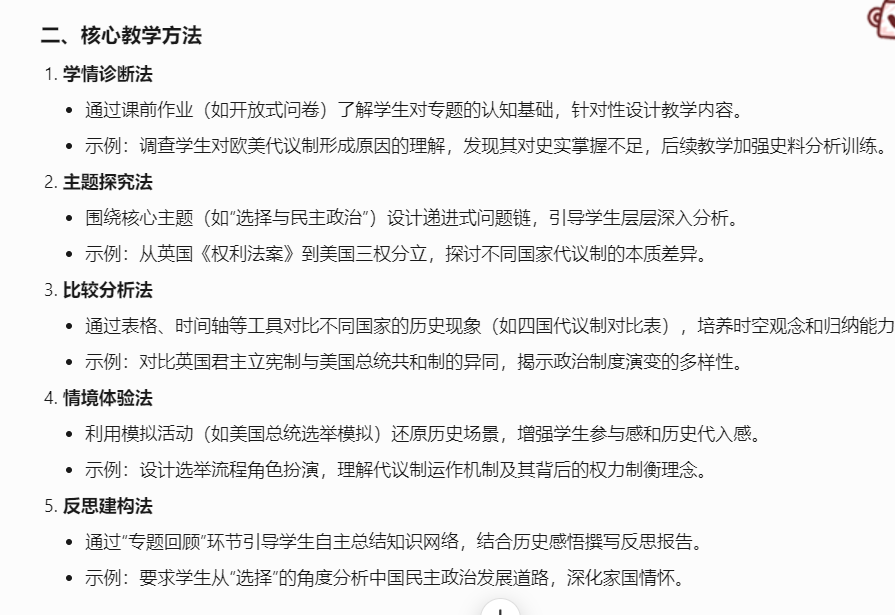 二、核心教学方法
1. 学情诊断法
• 通过课前作业（如开放式问卷）了解学生对专题的认知基础，针对性设计教学内容。
• 示例：调查学生对欧美代议制形成原因的理解，发现其对史实掌握不足，后续教学加强史料分析训练。
2. 主题探究法
• 围绕核心主题（如“选择与民主政治”）设计递进式问题链，引导学生层层深入分析。
• 示例：从英国《权利法案》到美国三权分立，探讨不同国家代议制的本质差异。
3. 比较分析法
• 通过表格、时间轴等工具对比不同国家的历史现象（如四国代议制对比表），培养时空观念和归纳能力
• 示例：对比英国君主立宪制与美国总统共和制的异同，揭示政治制度演变的多样性。
4. 情境体验法
• 利用模拟活动（如美国总统选举模拟）还原历史场景，增强学生参与感和历史代入感。
• 示例：设计选举流程角色扮演，理解代议制运作机制及其背后的权力制衡理念。
5. 反思建构法
• 通过“专题回顾”环节引导学生自主总结知识网络，结合历史感悟撰写反思报告。
• 示例：要求学生从“选择”的角度分析中国民主政治发展道路，深化家国情怀。